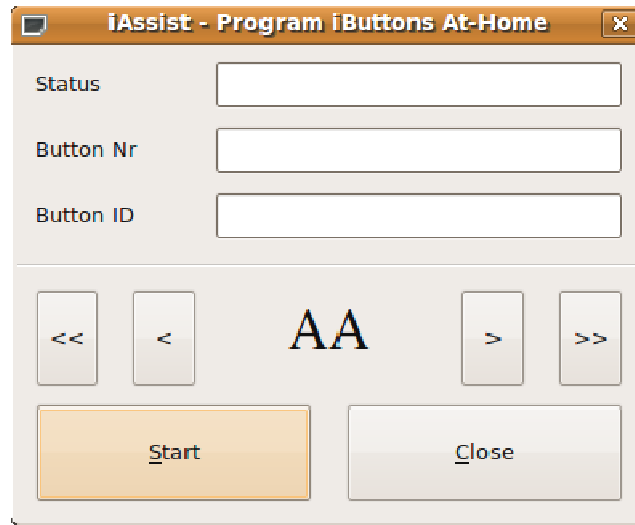 iAssist - Program iButtons At-Home
Status
Button Nr
Button ID
<< < AA > >>
Start Close